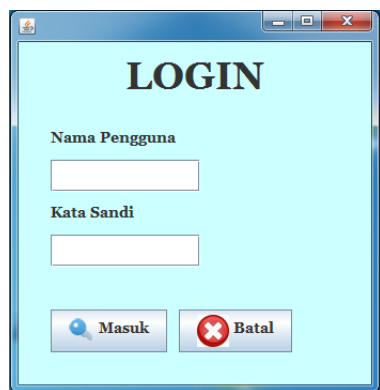 LOGIN
Nama Pengguna
Kata Sandi
Masuk
Batal